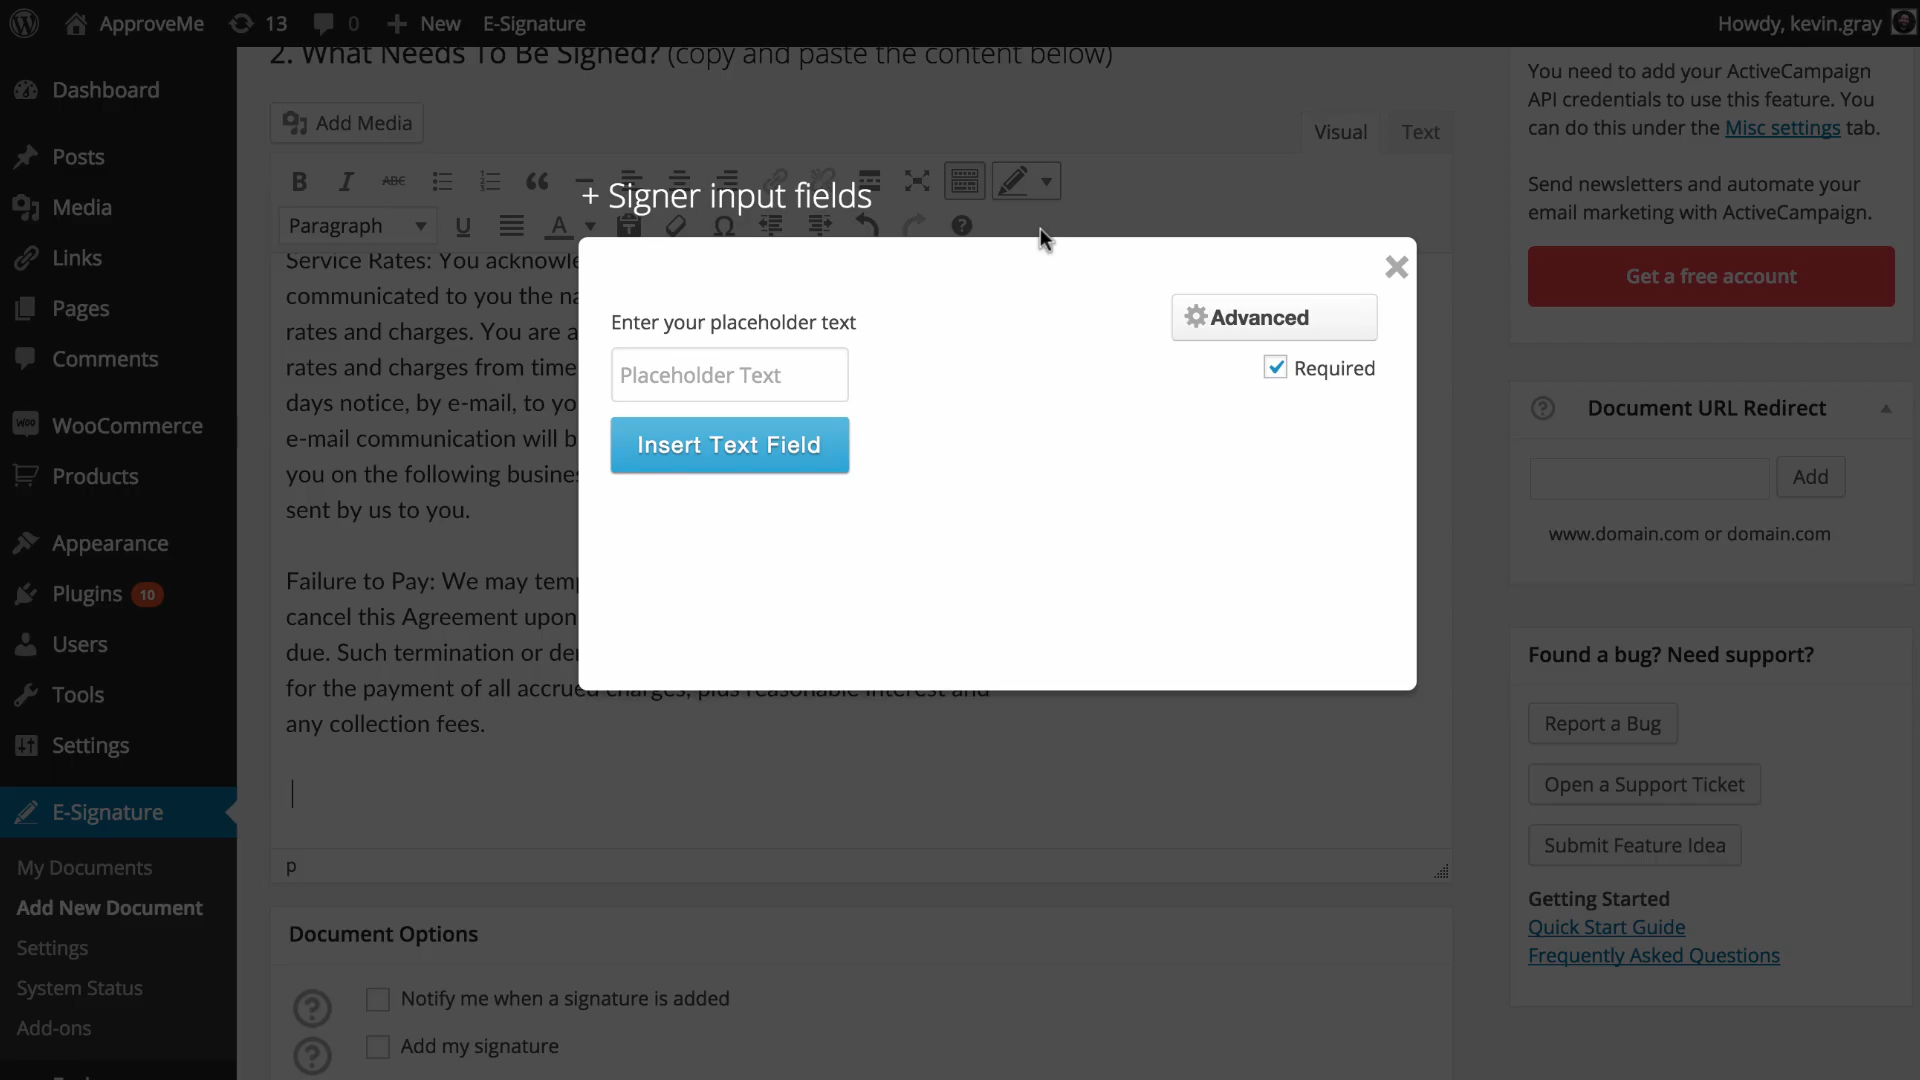 ApproveMe 13 0 New E-Signature Howdy, kevin.gray
Dashboard
Posts
Media
Links
Pages
Comments
WooCommerce
Products
Appearance
Plugins 10
Users
Tools
Settings
E-Signature
My Documents
Add New Document
Settings
System Status
Add-ons
2. What Needs To Be Signed? (copy and paste the content below)
Add Media
Visual Text
B I ABC
Paragraph U A Ω
+ Signer input fields
Enter your placeholder text
Placeholder Text
Insert Text Field
Advanced
Required
Service Rates: You acknowle
communicated to you the na
rates and charges. You are a
rates and charges from time
days notice, by e-mail, to yo
e-mail communication will b
you on the following busines
sent by us to you.
Failure to Pay: We may temp
cancel this Agreement upon
due. Such termination or de
for the payment of all accrued charges, plus reasonable interest and
any collection fees.
p
Document Options
Notify me when a signature is added
Add my signature
You need to add your ActiveCampaign
API credentials to use this feature. You
can do this under the Misc settings tab.
Send newsletters and automate your
email marketing with ActiveCampaign.
Get a free account
Document URL Redirect
Add
www.domain.com or domain.com
Found a bug? Need support?
Report a Bug
Open a Support Ticket
Submit Feature Idea
Getting Started
Quick Start Guide
Frequently Asked Questions